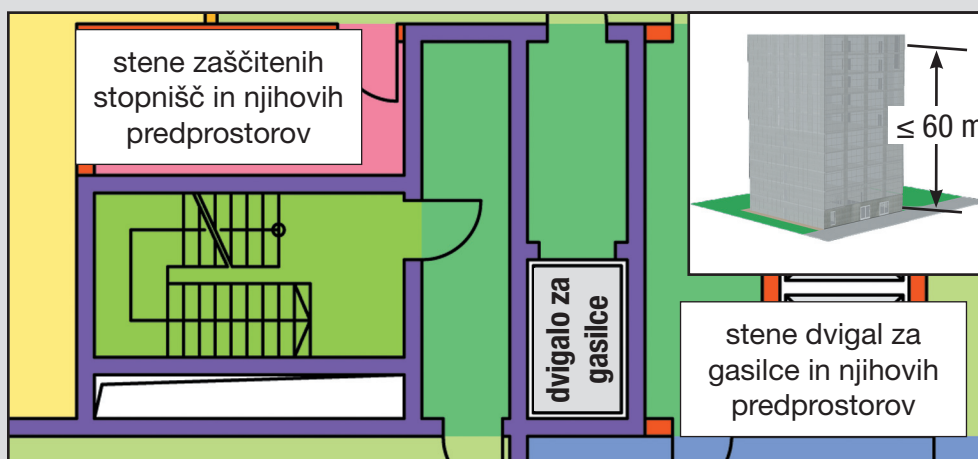 stene zaščitenih
stopnišč in njihovih
predprostorov
≤ 60 m
dvigalo za
gasilce
stene dvigal za
gasilce in njihovih
predprostorov